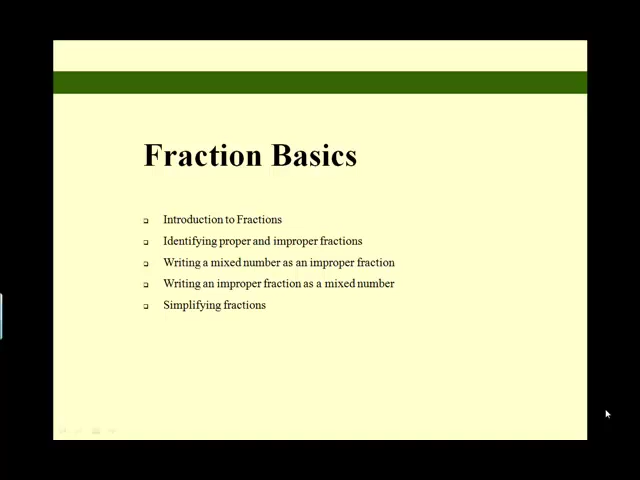 Fraction Basics
Introduction to Fractions
Identifying proper and improper fractions
Writing a mixed number as an improper fraction
Writing an improper fraction as a mixed number
Simplifying fractions